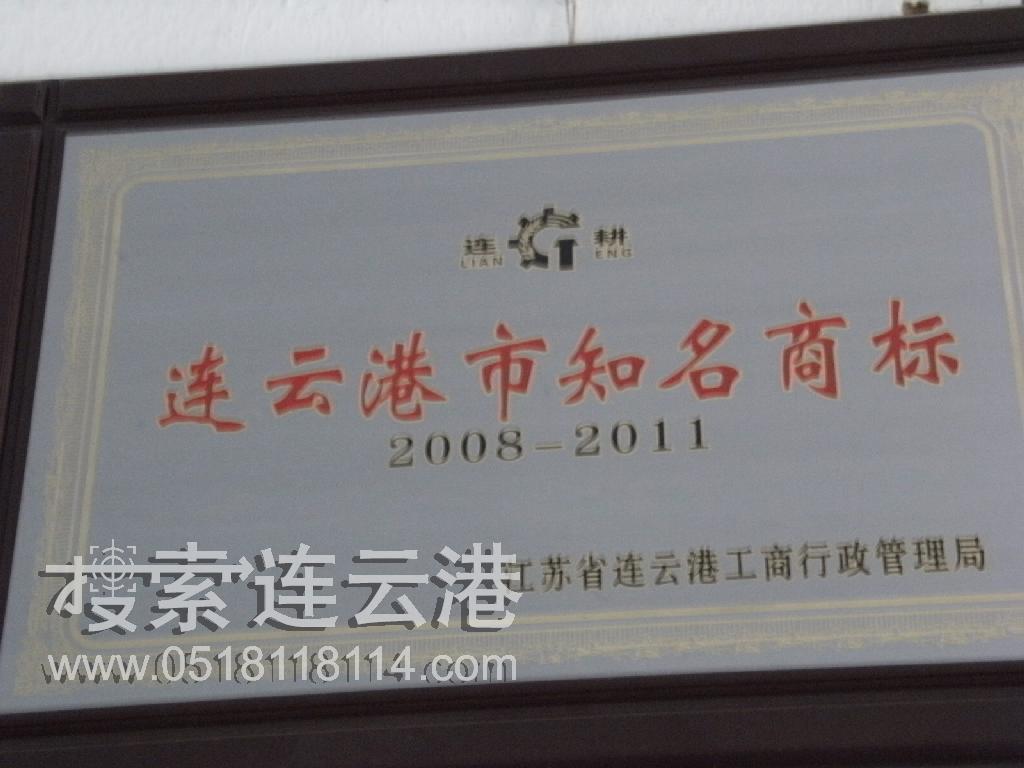 连 耕
LIAN G ENG
连云港市知名商标
2008-2011
江苏省连云港工商行政管理局
搜索连云港
www.0518118114.com